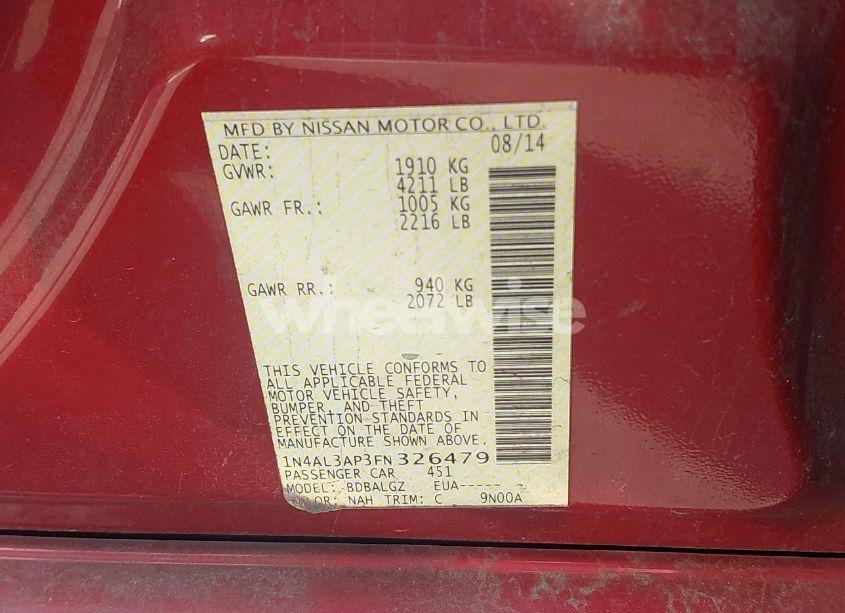 MFD BY NISSAN MOTOR CO., LTD.
DATE: 08/14
GVWR: 1910 KG
4211 LB
GAWR FR.: 1005 KG
2216 LB
GAWR RR.: 940 KG
2072 LB
wheelwise
THIS VEHICLE CONFORMS TO
ALL APPLICABLE FEDERAL
MOTOR VEHICLE SAFETY,
BUMPER, AND THEFT
PREVENTION STANDARDS IN
EFFECT ON THE DATE OF
MANUFACTURE SHOWN ABOVE.
1N4AL3AP3FN326479
PASSENGER CAR 451
MODEL: BDBALGZ EUA----- -
COLOR: NAH TRIM: C 9N00A